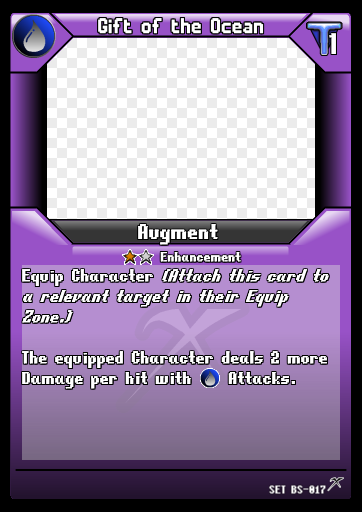 Gift of the Ocean
T1
Augment
Enhancement
Equip Character (Attach this card to
a relevant target in their Equip
Zone.)
The equipped Character deals 2 more
Damage per hit with Attacks.
SET BS-017